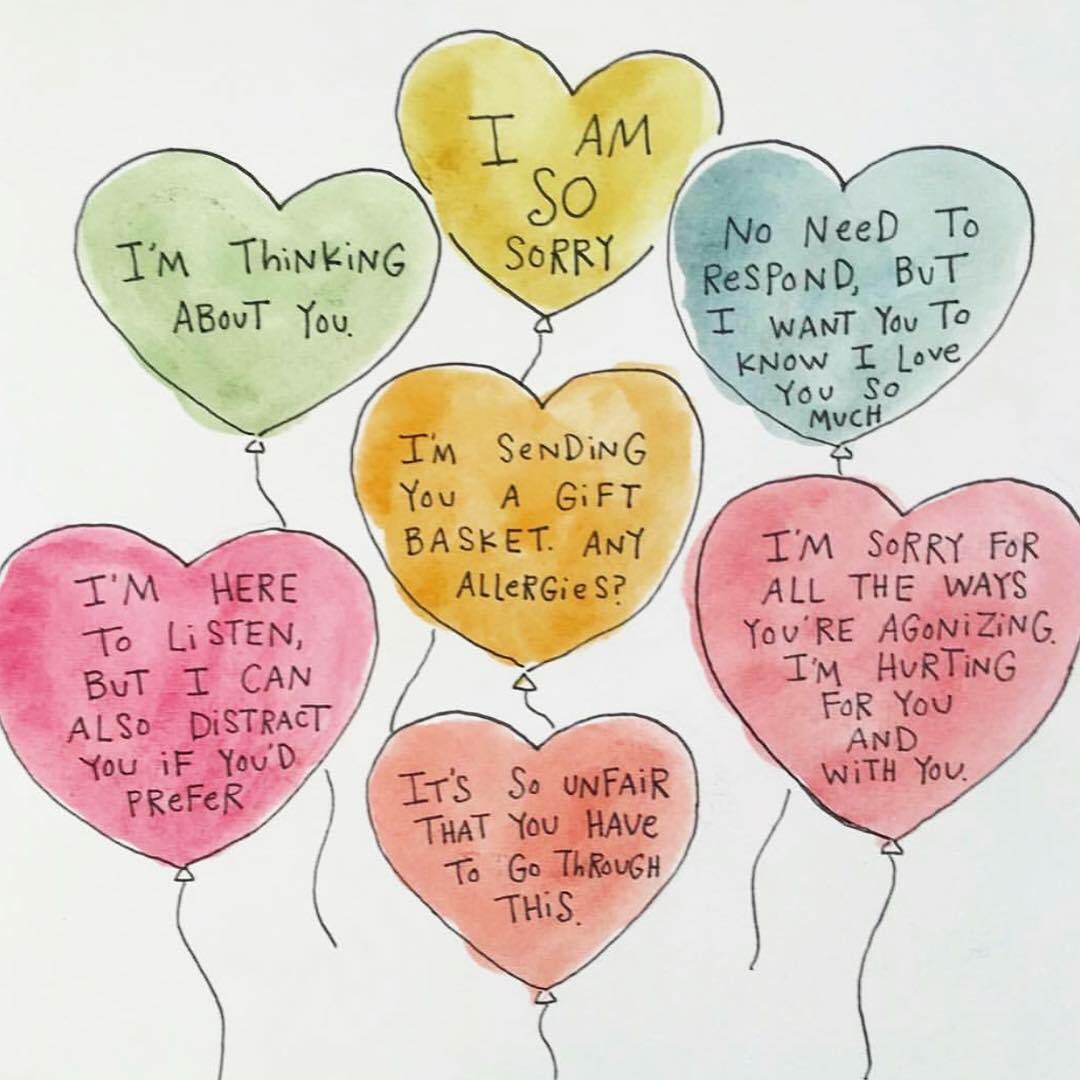 I AM
SO
SORRY
I'M THiNKiNG
ABOUT YOU.
No NeeD To
ReSPOND, BUT
I WANT You To
KNOW I Love
You So
MUCH
I'M SeNDiNG
You A GiFT
BASKET. ANY
ALLeRGieS?
I'M HERE
To LiSTEN,
BUT I CAN
ALSo DiSTRACT
You iF You'D
PReFeR
I'M SoRRY FoR
ALL THE WAYS
You'RE AGoNiZiNG.
I'M HuRTiNG
FoR You
AND
WiTH You.
IT'S So UNFAiR
THAT You HAVe
To Go THRouGH
THiS.